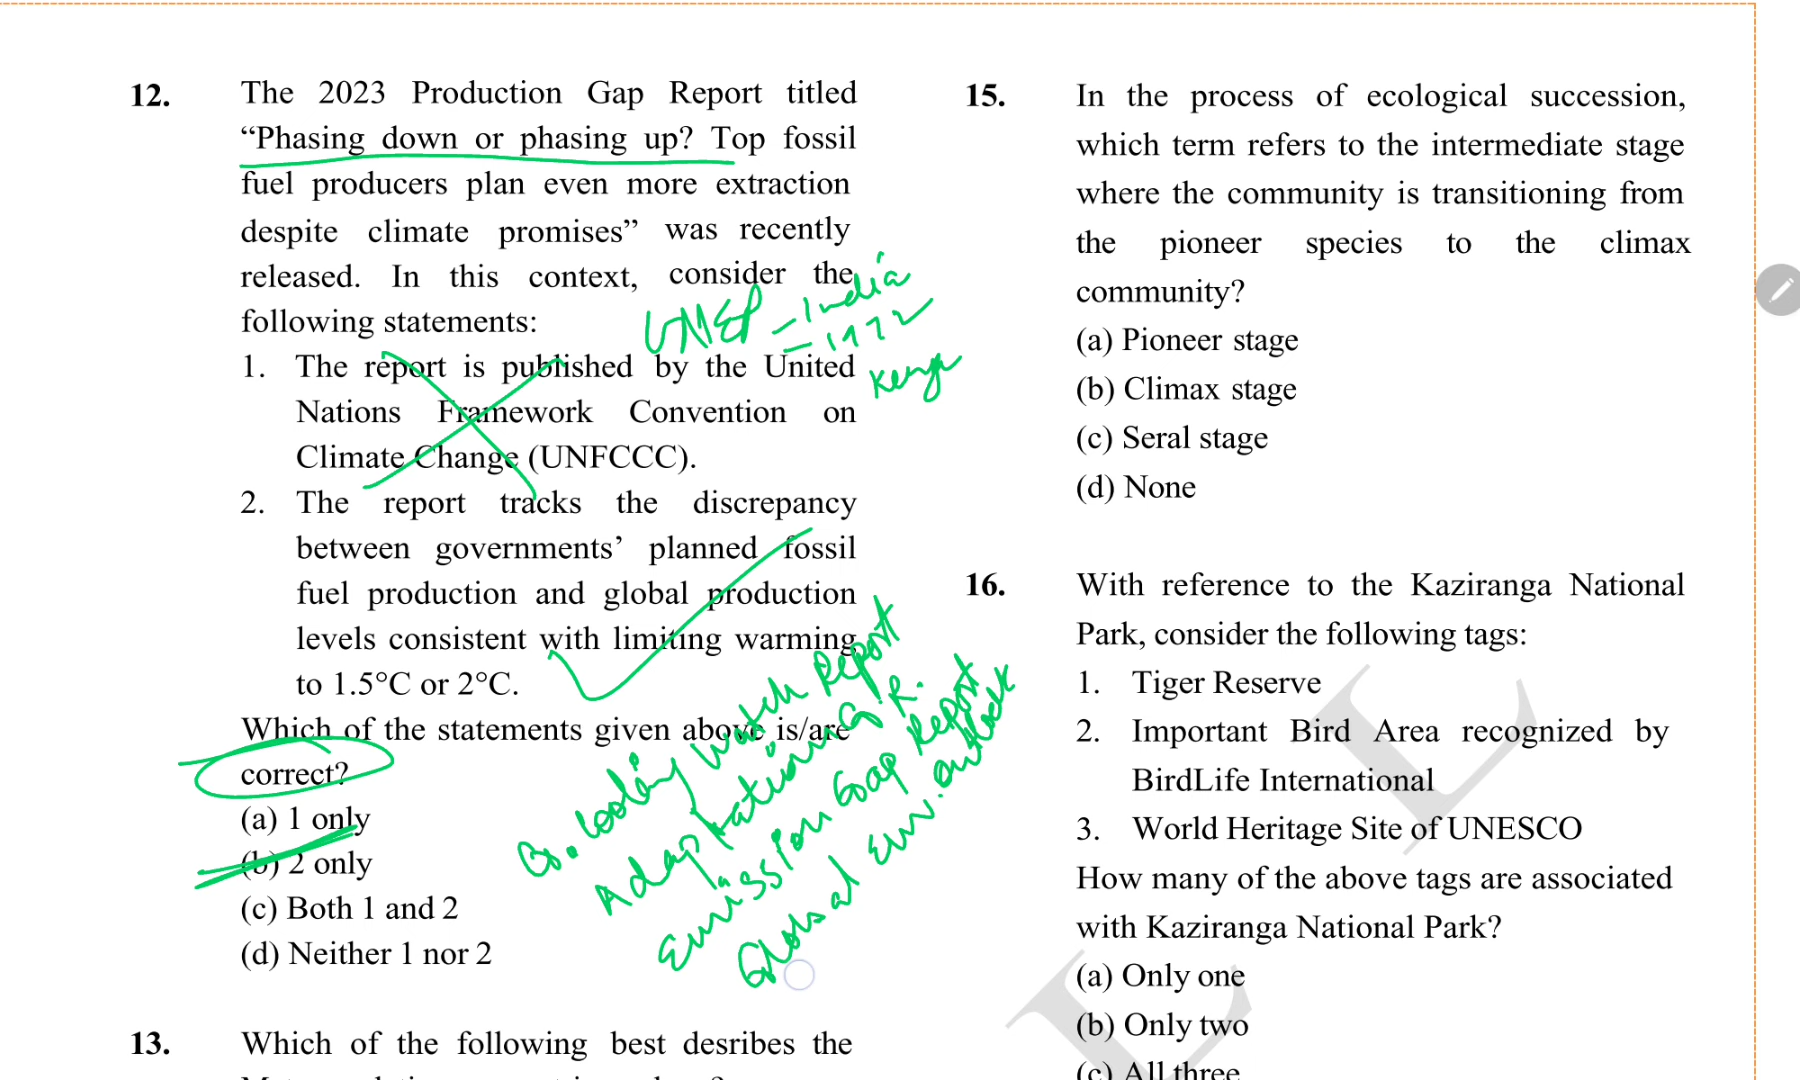 12. The 2023 Production Gap Report titled
“Phasing down or phasing up? Top fossil
fuel producers plan even more extraction
despite climate promises” was recently
released. In this context, consider the
following statements:
UNEP - India
- 1972
Kenya
1. The report is published by the United
Nations Framework Convention on
Climate Change (UNFCCC).
2. The report tracks the discrepancy
between governments’ planned fossil
fuel production and global production
levels consistent with limiting warming
to 1.5°C or 2°C.
Which of the statements given above is/are
correct?
(a) 1 only
(b) 2 only
(c) Both 1 and 2
(d) Neither 1 nor 2
G. Cooling Watch Report
Adap
Emission Gap Report
Global Env. outlook
13. Which of the following best desribes the
15. In the process of ecological succession,
which term refers to the intermediate stage
where the community is transitioning from
the pioneer species to the climax
community?
(a) Pioneer stage
(b) Climax stage
(c) Seral stage
(d) None
16. With reference to the Kaziranga National
Park, consider the following tags:
1. Tiger Reserve
2. Important Bird Area recognized by
BirdLife International
3. World Heritage Site of UNESCO
How many of the above tags are associated
with Kaziranga National Park?
(a) Only one
(b) Only two
(c) All three